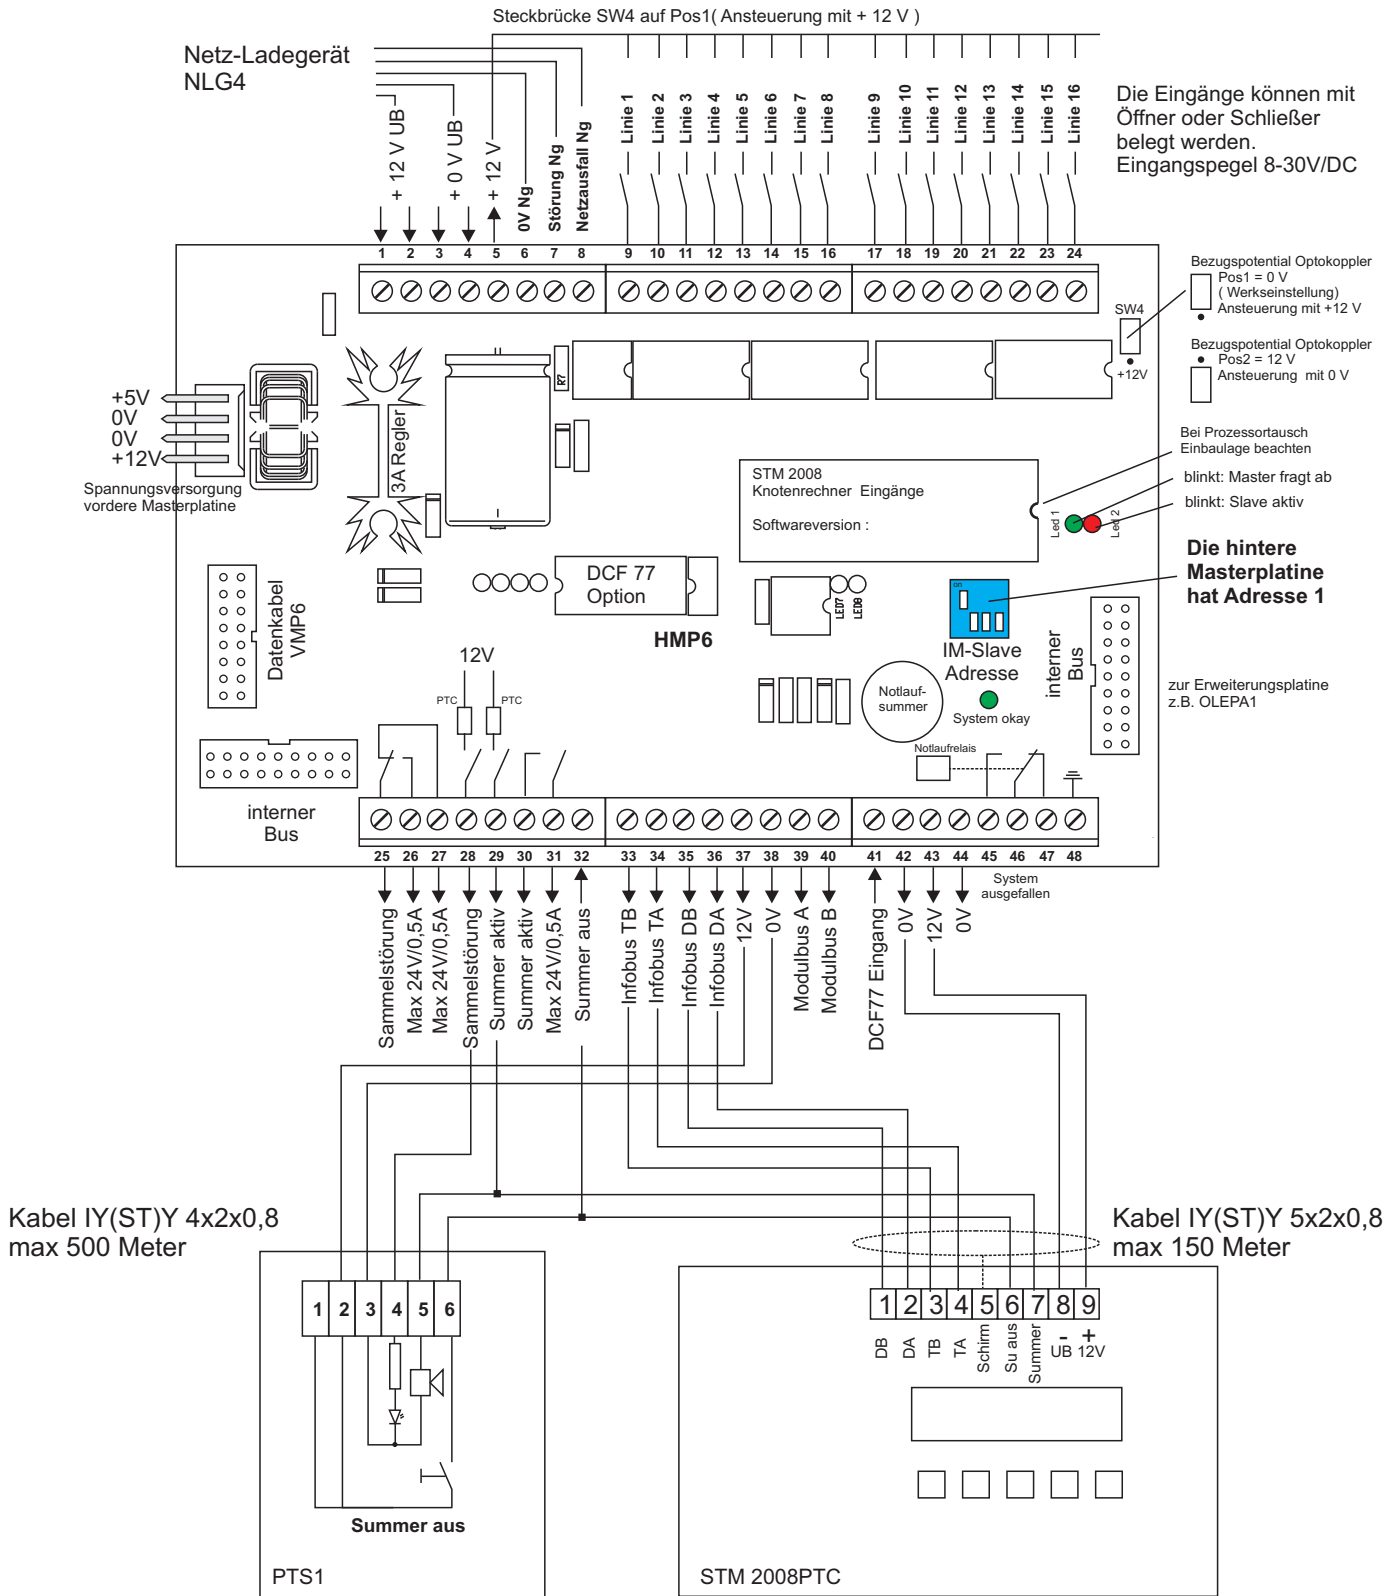 Steckbrücke SW4 auf Pos1( Ansteuerung mit + 12 V )
Netz-Ladegerät
NLG4
+ 12 V UB
+ 0 V UB
+ 12 V
0V Ng
Störung Ng
Netzausfall Ng
Linie 1
Linie 2
Linie 3
Linie 4
Linie 5
Linie 6
Linie 7
Linie 8
Linie 9
Linie 10
Linie 11
Linie 12
Linie 13
Linie 14
Linie 15
Linie 16
Die Eingänge können mit
Öffner oder Schließer
belegt werden.
Eingangspegel 8-30V/DC
1 2 3 4 5 6 7 8 9 10 11 12 13 14 15 16 17 18 19 20 21 22 23 24
Bezugspotential Optokoppler
Pos1 = 0 V
( Werkseinstellung)
Ansteuerung mit +12 V
SW4
+12V
Bezugspotential Optokoppler
Pos2 = 12 V
Ansteuerung mit 0 V
R7
+5V
0V
0V
+12V
Spannungsversorgung
vordere Masterplatine
3A Regler
Bei Prozessortausch
Einbaulage beachten
STM 2008
Knotenrechner Eingänge
Softwareversion :
blinkt: Master fragt ab
blinkt: Slave aktiv
Led 1
Led 2
Die hintere
Masterplatine
hat Adresse 1
DCF 77
Option
LED7
LED8
on
HMP6
Datenkabel
VMP6
IM-Slave
Adresse
interner
Bus
12V
PTC
PTC
Notlauf-
summer
System okay
zur Erweiterungsplatine
z.B. OLEPA1
Notlaufrelais
interner
Bus
25 26 27 28 29 30 31 32 33 34 35 36 37 38 39 40 41 42 43 44 45 46 47 48
System
ausgefallen
Sammelstörung
Max 24V/0,5A
Max 24V/0,5A
Sammelstörung
Summer aktiv
Summer aktiv
Max 24V/0,5A
Summer aus
Infobus TB
Infobus TA
Infobus DB
Infobus DA
12V
0V
Modulbus A
Modulbus B
DCF77 Eingang
0V
12V
0V
Kabel IY(ST)Y 4x2x0,8
max 500 Meter
Kabel IY(ST)Y 5x2x0,8
max 150 Meter
1 2 3 4 5 6
1 2 3 4 5 6 7 8 9
DB
DA
TB
TA
Schirm
Su aus
Summer
- +
UB 12V
Summer aus
PTS1
STM 2008PTC